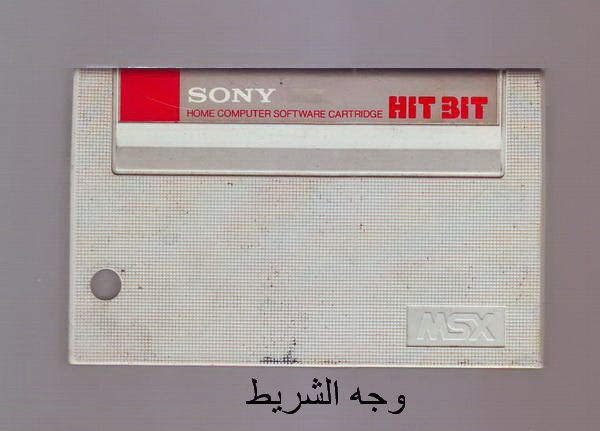 SONY
HOME COMPUTER SOFTWARE CARTRIDGE HIT BIT
MSX
وجه الشريط